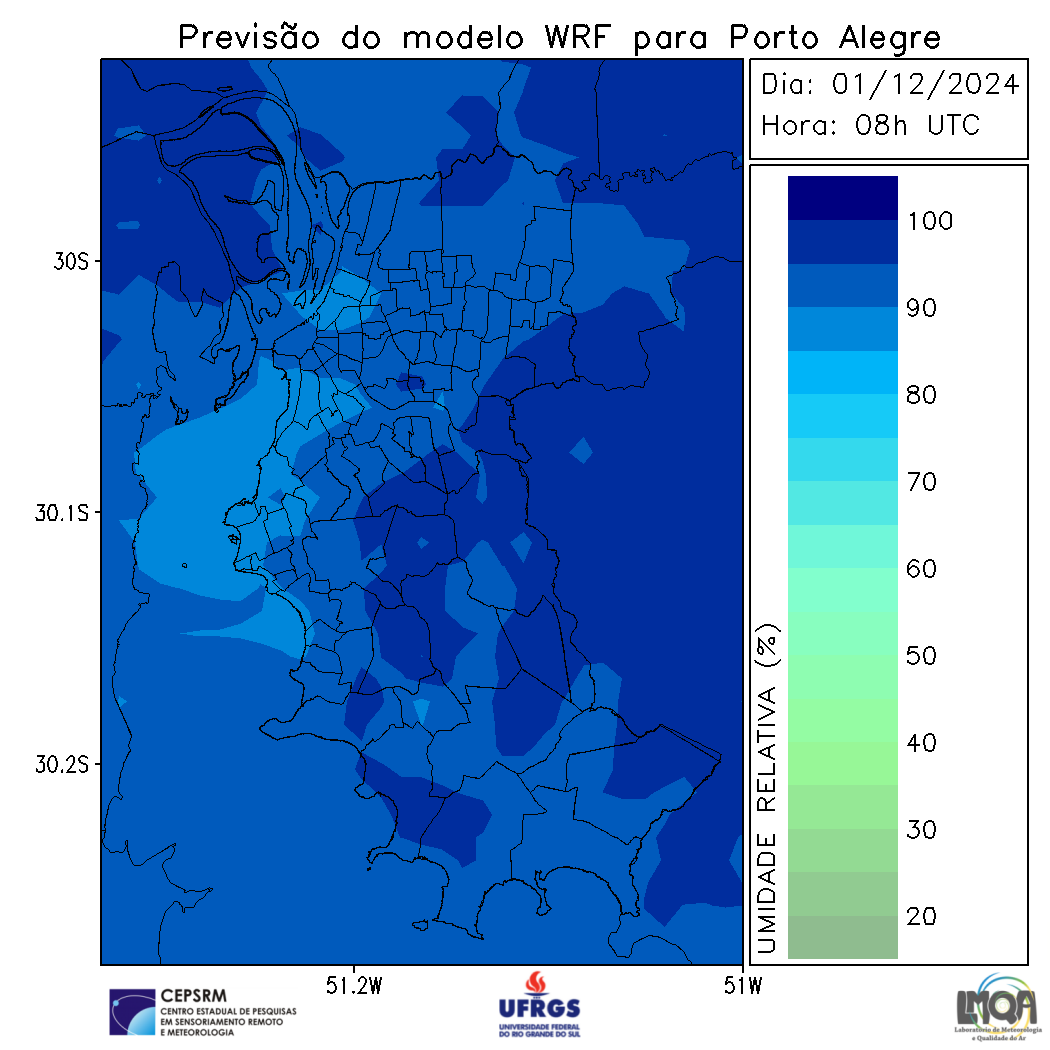 Previsão do modelo WRF para Porto Alegre
Dia: 01/12/2024
Hora: 08h UTC
30S
30.1S
30.2S
51.2W
51W
100
90
80
70
60
50
40
30
20
UMIDADE RELATIVA (%)
CEPSRM
CENTRO ESTADUAL DE PESQUISAS
EM SENSORIAMENTO REMOTO
E METEOROLOGIA
UFRGS
UNIVERSIDADE FEDERAL
DO RIO GRANDE DO SUL
LMQA
Laboratório de Meteorologia
e Qualidade do Ar